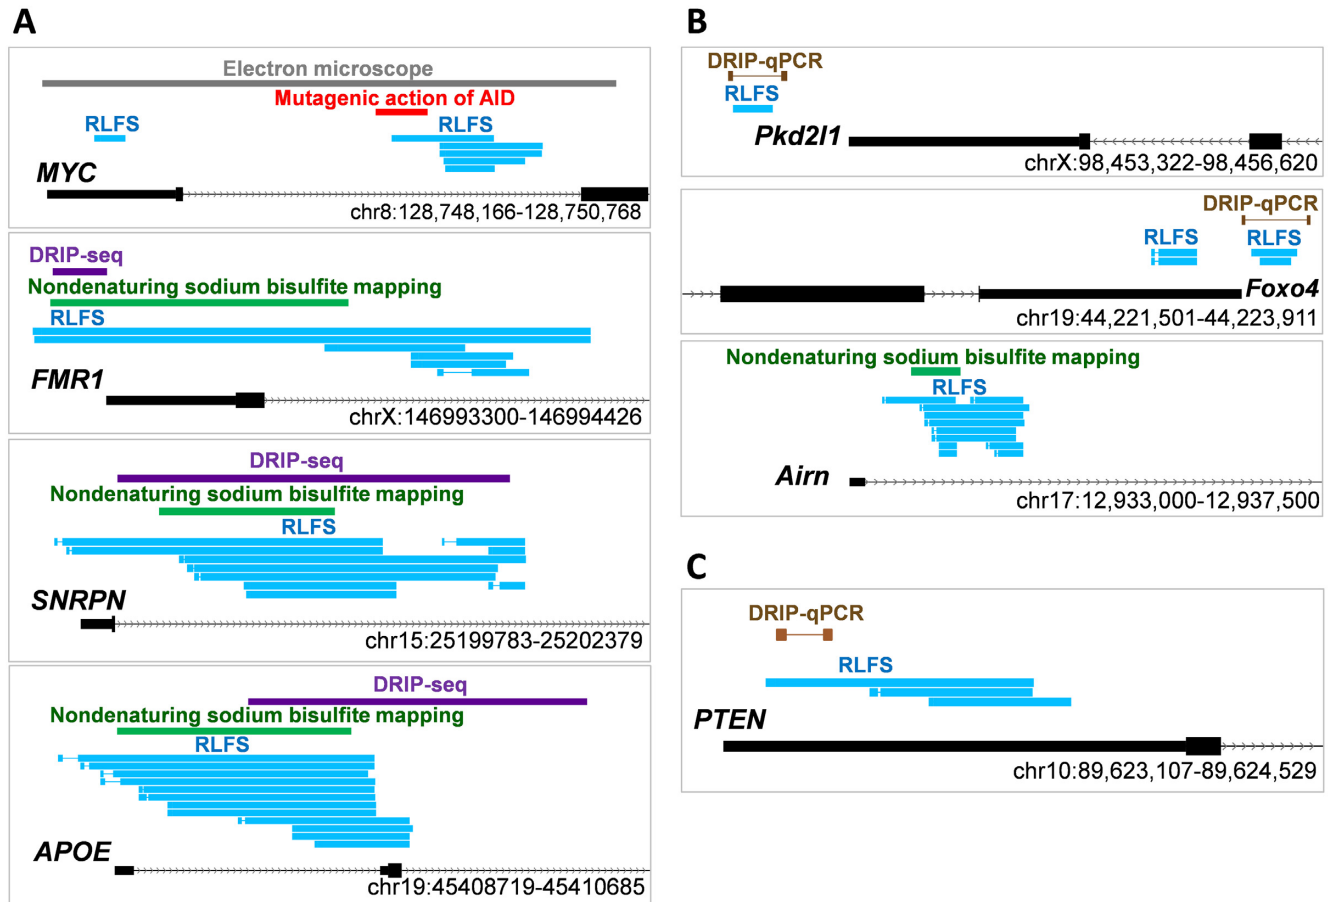 A
Electron microscope
Mutagenic action of AID
RLFS
RLFS
MYC
chr8:128,748,166-128,750,768
DRIP-seq
Nondenaturing sodium bisulfite mapping
RLFS
FMR1
chrX:146993300-146994426
DRIP-seq
Nondenaturing sodium bisulfite mapping
RLFS
SNRPN
chr15:25199783-25202379
DRIP-seq
Nondenaturing sodium bisulfite mapping
RLFS
APOE
chr19:45408719-45410685
B
DRIP-qPCR
RLFS
Pkd2l1
chrX:98,453,322-98,456,620
DRIP-qPCR
RLFS
RLFS
Foxo4
chr19:44,221,501-44,223,911
Nondenaturing sodium bisulfite mapping
RLFS
Airn
chr17:12,933,000-12,937,500
C
DRIP-qPCR
RLFS
PTEN
chr10:89,623,107-89,624,529